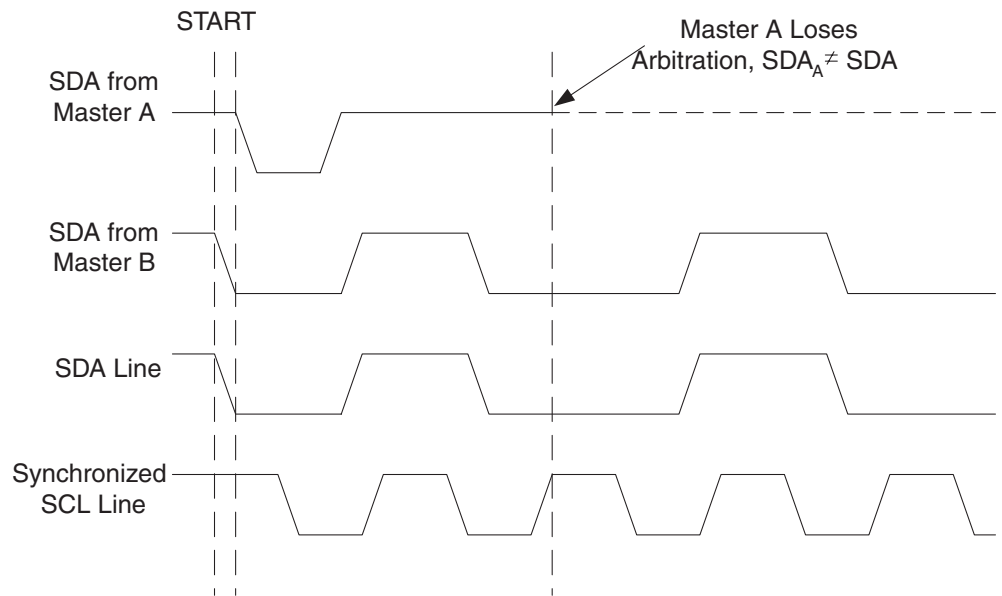 START
Master A Loses
Arbitration, SDA_A ≠ SDA
SDA from
Master A
SDA from
Master B
SDA Line
Synchronized
SCL Line